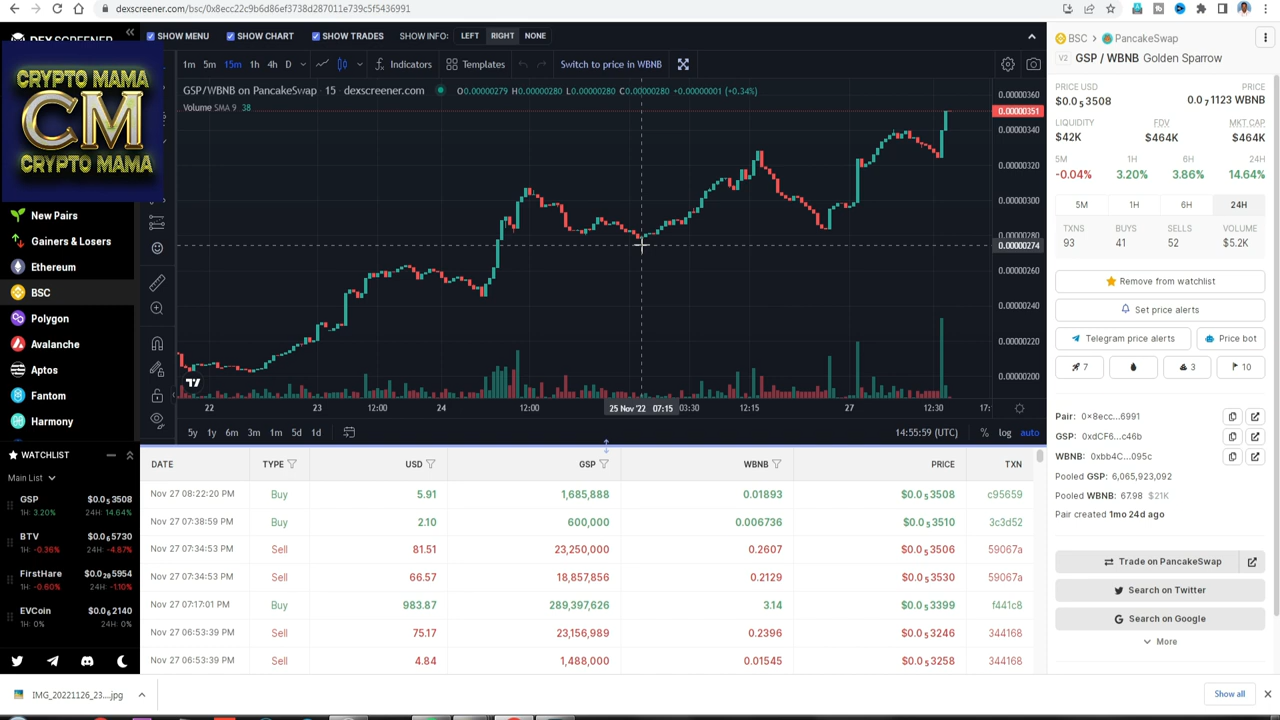 dexscreener.com/bsc/0x8ecc22c9b6d86ef3738d287011e739c5f5436991
DEX SCREENER
CRYPTO MAMA
CM
CRYPTO MAMA
New Pairs
Gainers & Losers
Ethereum
BSC
Polygon
Avalanche
Aptos
Fantom
Harmony
WATCHLIST
Main List
GSP $0.0₅3508
1H: 3.20% 24H: 14.64%
BTV $0.0₆5730
1H: -0.36% 24H: -4.87%
FirstHare $0.0₂₈5954
1H: -0.60% 24H: -1.10%
EVCoin $0.0₆2140
1H: 0% 24H: 0%
SHOW MENU SHOW CHART SHOW TRADES SHOW INFO: LEFT RIGHT NONE
1m 5m 15m 1h 4h D Indicators Templates Switch to price in WBNB
GSP/WBNB on PancakeSwap · 15 · dexscreener.com O0.00000279 H0.00000280 L0.00000280 C0.00000280 +0.00000001 (+0.34%)
Volume SMA 9 38
0.00000360
0.00000351
0.00000340
0.00000320
0.00000300
0.00000280
0.00000274
0.00000260
0.00000240
0.00000220
0.00000200
22 23 12:00 24 12:00 25 Nov '22 07:15 03:30 12:15 27 12:30 17:
5y 1y 6m 3m 1m 5d 1d 14:55:59 (UTC) % log auto
DATE TYPE USD GSP WBNB PRICE TXN
Nov 27 08:22:20 PM Buy 5.91 1,685,888 0.01893 $0.0₅3508 c95659
Nov 27 07:38:59 PM Buy 2.10 600,000 0.006736 $0.0₅3510 3c3d52
Nov 27 07:34:53 PM Sell 81.51 23,250,000 0.2607 $0.0₅3506 59067a
Nov 27 07:34:53 PM Sell 66.57 18,857,856 0.2129 $0.0₅3530 59067a
Nov 27 07:17:01 PM Buy 983.87 289,397,626 3.14 $0.0₅3399 f441c8
Nov 27 06:53:39 PM Sell 75.17 23,156,989 0.2396 $0.0₅3246 344168
Nov 27 06:53:39 PM Sell 4.84 1,488,000 0.01545 $0.0₅3258 344168
BSC > PancakeSwap
V2 GSP / WBNB Golden Sparrow
PRICE USD PRICE
$0.0₅3508 0.0₇1123 WBNB
LIQUIDITY FDV MKT CAP
$42K $464K $464K
5M 1H 6H 24H
-0.04% 3.20% 3.86% 14.64%
5M 1H 6H 24H
TXNS BUYS SELLS VOLUME
93 41 52 $5.2K
Remove from watchlist
Set price alerts
Telegram price alerts Price bot
7 3 10
Pair: 0x8ecc...6991
GSP: 0xdCF6...c46b
WBNB: 0xbb4C...095c
Pooled GSP: 6,065,923,092
Pooled WBNB: 67.98 $21K
Pair created 1mo 24d ago
Trade on PancakeSwap
Search on Twitter
Search on Google
More
IMG_20221126_23....jpg Show all